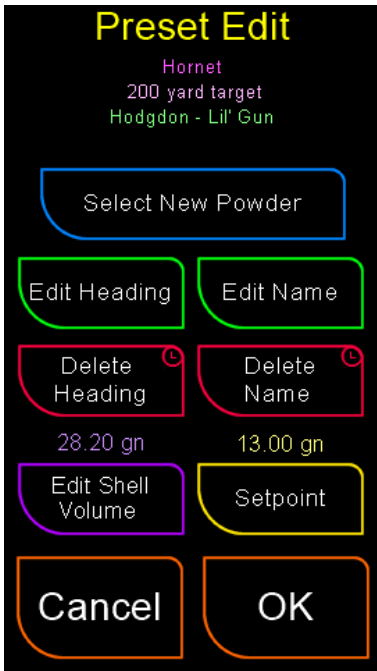 Preset Edit
Hornet
200 yard target
Hodgdon - Lil' Gun
Select New Powder
Edit Heading
Edit Name
Delete
Heading
Delete
Name
28.20 gn
13.00 gn
Edit Shell
Volume
Setpoint
Cancel
OK